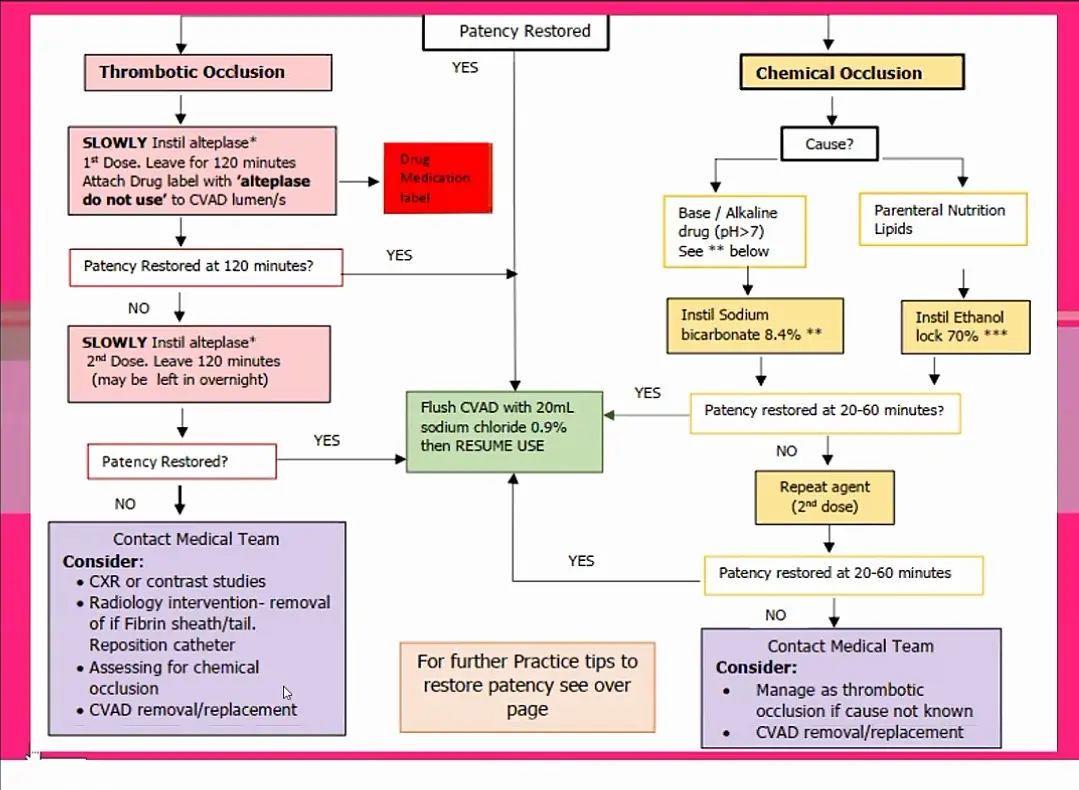 Patency Restored
YES
Thrombotic Occlusion
SLOWLY Instil alteplase*
1st Dose. Leave for 120 minutes
Attach Drug label with 'alteplase
do not use' to CVAD lumen/s
Drug
Medication
label
Patency Restored at 120 minutes?
YES
NO
SLOWLY Instil alteplase*
2nd Dose. Leave 120 minutes
(may be left in overnight)
Patency Restored?
YES
NO
Contact Medical Team
Consider:
• CXR or contrast studies
• Radiology intervention- removal
of if Fibrin sheath/tail.
Reposition catheter
• Assessing for chemical
occlusion
• CVAD removal/replacement
Flush CVAD with 20mL
sodium chloride 0.9%
then RESUME USE
Chemical Occlusion
Cause?
Base / Alkaline
drug (pH>7)
See ** below
Parenteral Nutrition
Lipids
Instil Sodium
bicarbonate 8.4% **
Instil Ethanol
lock 70% ***
YES
Patency restored at 20-60 minutes?
NO
Repeat agent
(2nd dose)
YES
Patency restored at 20-60 minutes
NO
Contact Medical Team
Consider:
• Manage as thrombotic
occlusion if cause not known
• CVAD removal/replacement
For further Practice tips to
restore patency see over
page